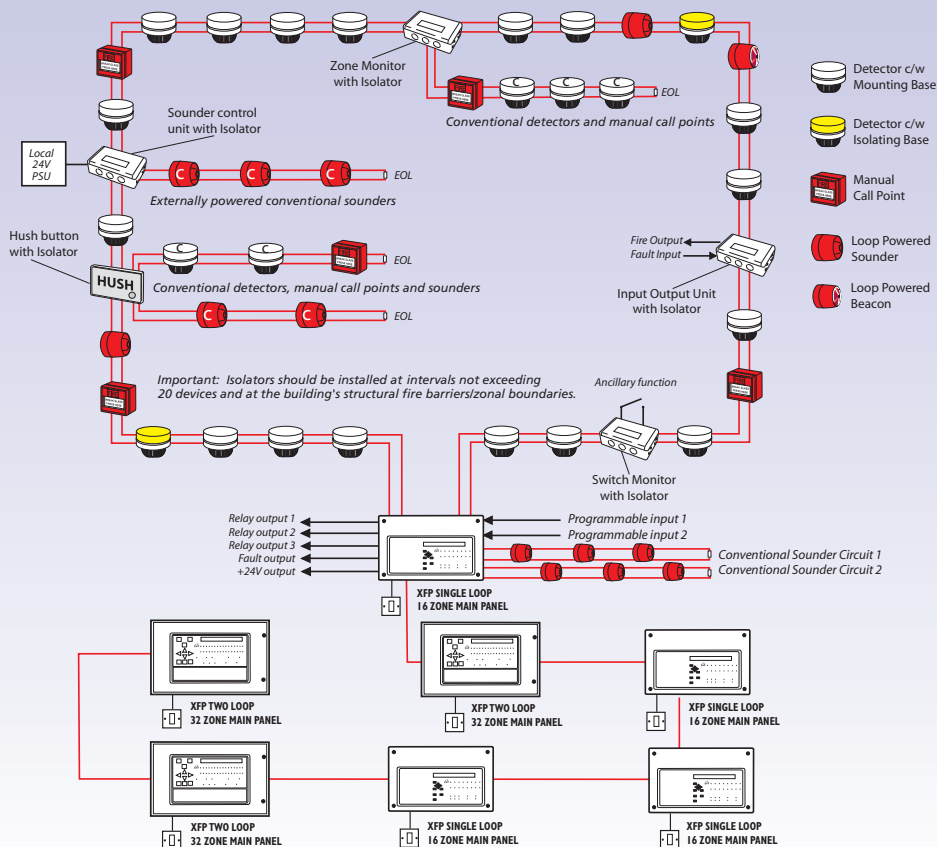 Zone Monitor
with Isolator
EOL
Conventional detectors and manual call points
Sounder control
unit with Isolator
Local
24V
PSU
C
C
C
C
C
C
EOL
Externally powered conventional sounders
Hush button
with Isolator
HUSH
C
C
EOL
Conventional detectors, manual call points and sounders
C
C
EOL
Fire Output
Fault Input
Input Output Unit
with Isolator
Detector c/w
Mounting Base
Detector c/w
Isolating Base
Manual
Call Point
Loop Powered
Sounder
Loop Powered
Beacon
Important: Isolators should be installed at intervals not exceeding
20 devices and at the building's structural fire barriers/zonal boundaries.
Ancillary function
Switch Monitor
with Isolator
Relay output 1
Relay output 2
Relay output 3
Fault output
+24V output
Programmable input 1
Programmable input 2
Conventional Sounder Circuit 1
Conventional Sounder Circuit 2
XFP SINGLE LOOP
16 ZONE MAIN PANEL
XFP TWO LOOP
32 ZONE MAIN PANEL
XFP TWO LOOP
32 ZONE MAIN PANEL
XFP SINGLE LOOP
16 ZONE MAIN PANEL
XFP TWO LOOP
32 ZONE MAIN PANEL
XFP SINGLE LOOP
16 ZONE MAIN PANEL
XFP SINGLE LOOP
16 ZONE MAIN PANEL